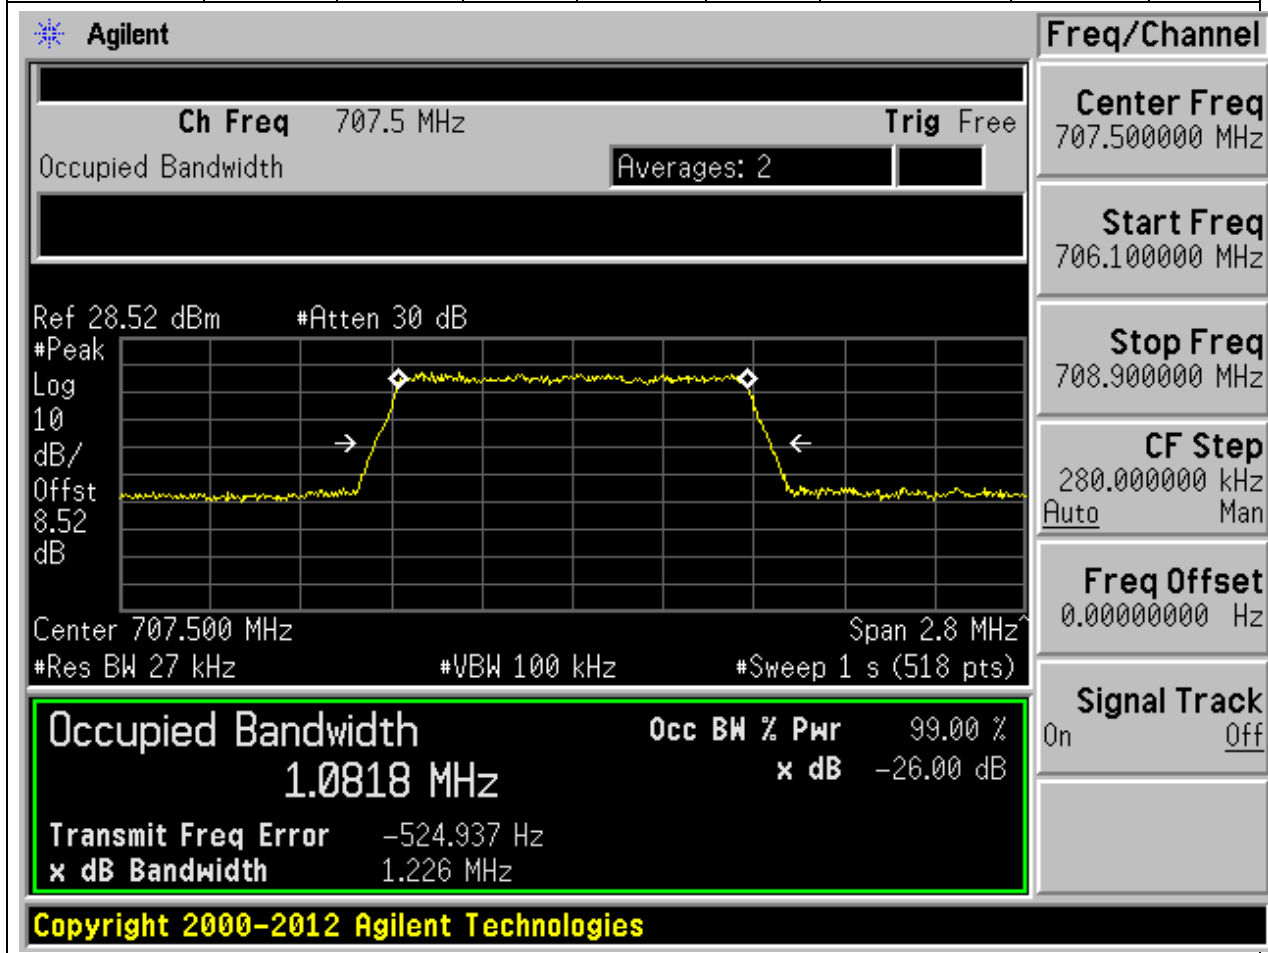 Agilent
Freq/Channel
Ch Freq 707.5 MHz
Trig Free
Occupied Bandwidth
Averages: 2
Center Freq
707.500000 MHz
Start Freq
706.100000 MHz
Stop Freq
708.900000 MHz
CF Step
280.000000 kHz
Auto Man
Freq Offset
0.00000000 Hz
Signal Track
On Off
Ref 28.52 dBm #Atten 30 dB
#Peak
Log
10
dB/
Offst
8.52
dB
Center 707.500 MHz Span 2.8 MHz^
#Res BW 27 kHz #VBW 100 kHz #Sweep 1 s (518 pts)
Occupied Bandwidth
1.0818 MHz
Occ BW % Pwr 99.00 %
x dB -26.00 dB
Transmit Freq Error -524.937 Hz
x dB Bandwidth 1.226 MHz
Copyright 2000-2012 Agilent Technologies